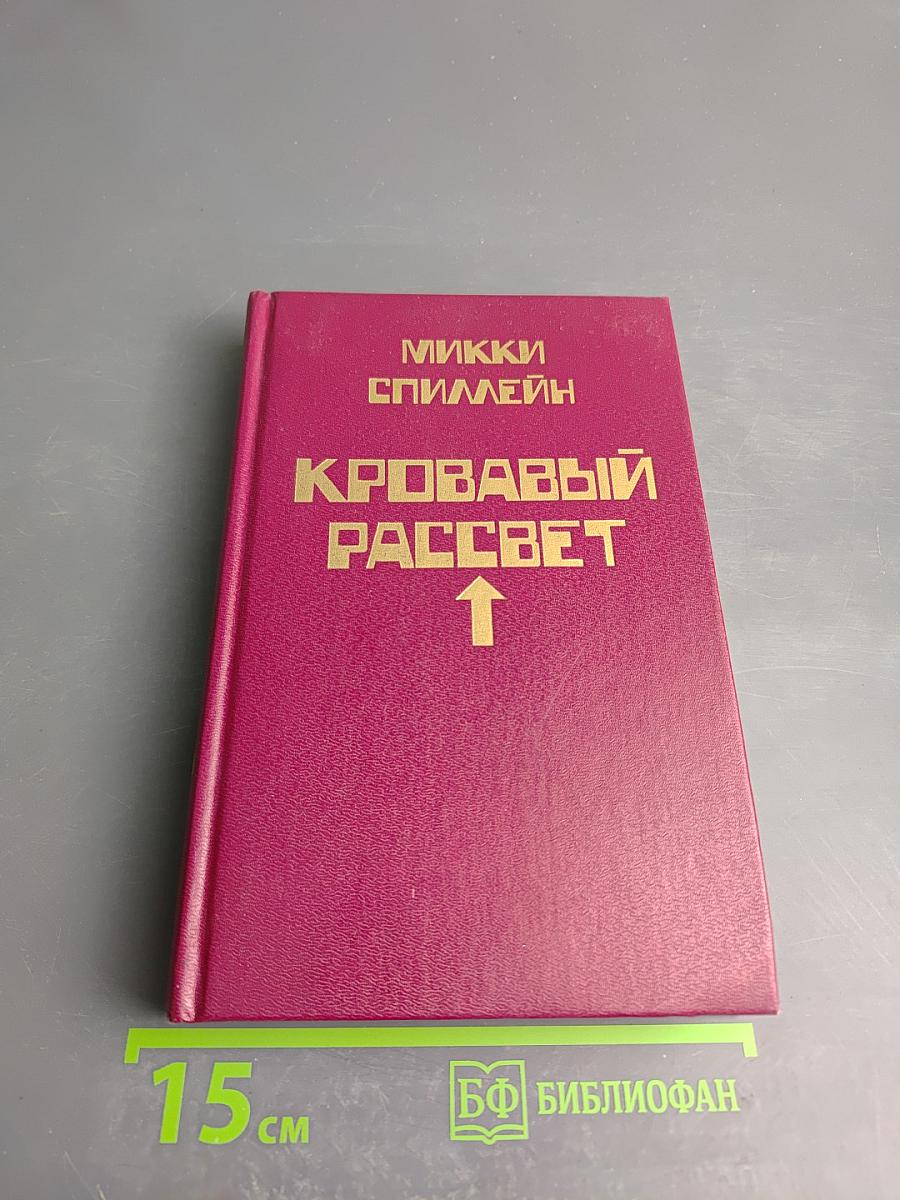 МИККИ
СПИЛЛЕЙН
КРОВАВЫЙ
РАССВЕТ
15 см
БФ БИБЛИОФАН